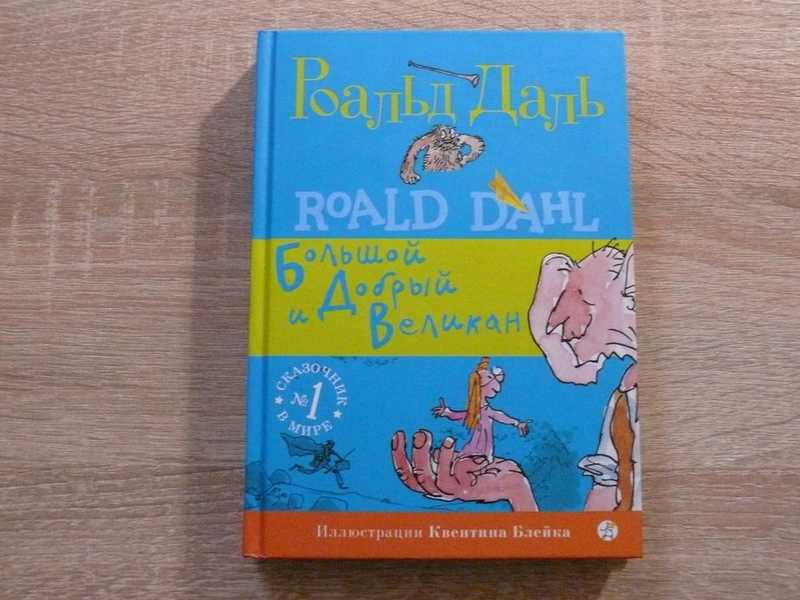 Роальд Даль
ROALD DAHL
Большой
и Добрый
Великан
СКАЗОЧНИК
№1
В МИРЕ
Иллюстрации Квентина Блейка